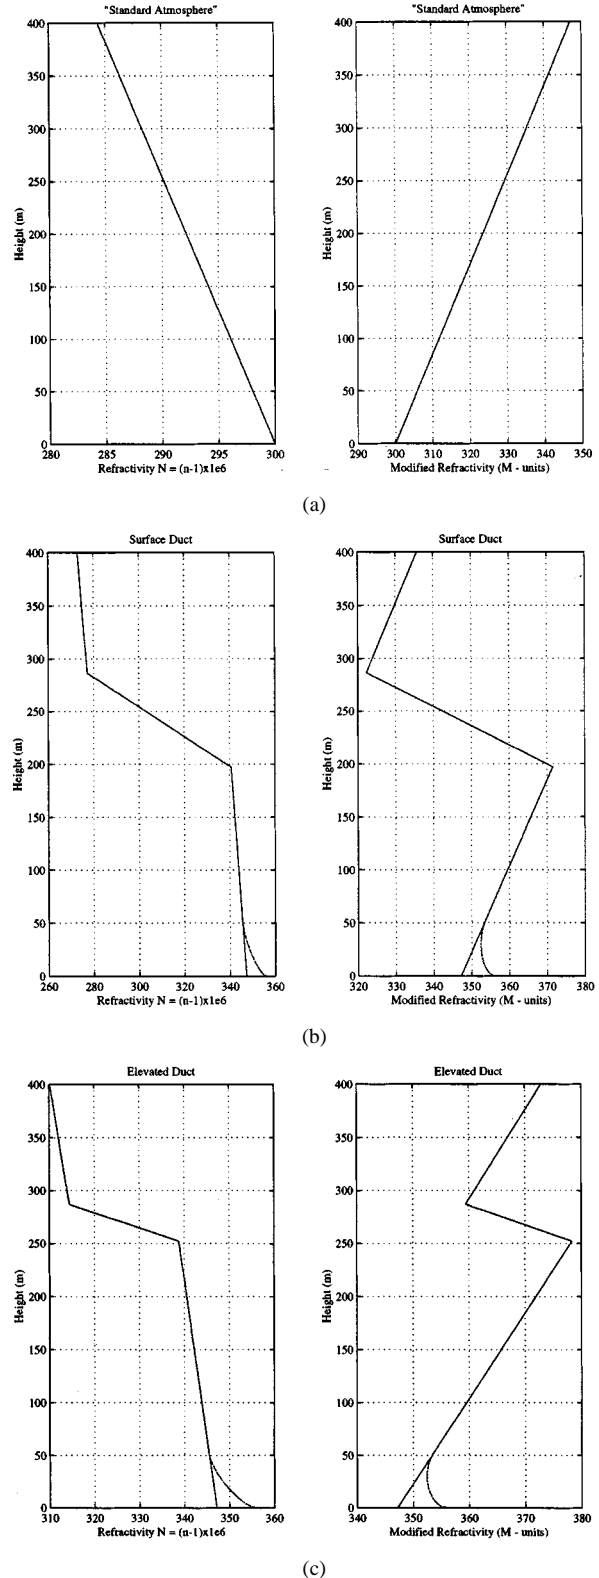 "Standard Atmosphere"
400
350
300
250
200
150
100
50
0
Height (m)
280 285 290 295 300
Refractivity N = (n-1)x1e6
"Standard Atmosphere"
400
350
300
250
200
150
100
50
0
Height (m)
290 300 310 320 330 340 350
Modified Refractivity (M - units)
(a)
Surface Duct
400
350
300
250
200
150
100
50
0
Height (m)
260 280 300 320 340 360
Refractivity N = (n-1)x1e6
Surface Duct
400
350
300
250
200
150
100
50
0
Height (m)
320 330 340 350 360 370 380
Modified Refractivity (M - units)
(b)
Elevated Duct
400
350
300
250
200
150
100
50
0
Height (m)
310 320 330 340 350 360
Refractivity N = (n-1)x1e6
Elevated Duct
400
350
300
250
200
150
100
50
0
Height (m)
340 350 360 370 380
Modified Refractivity (M - units)
(c)